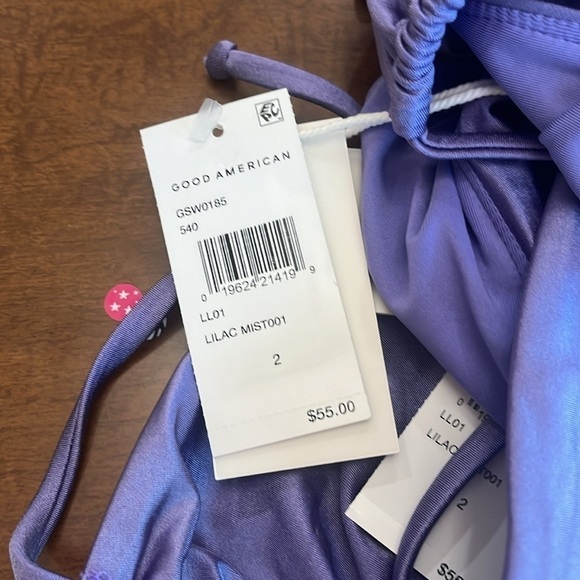 GOOD AMERICAN
GSW0185
540
0 19624 21419 9
LL01
LILAC MIST001
2
$55.00
LL01
2